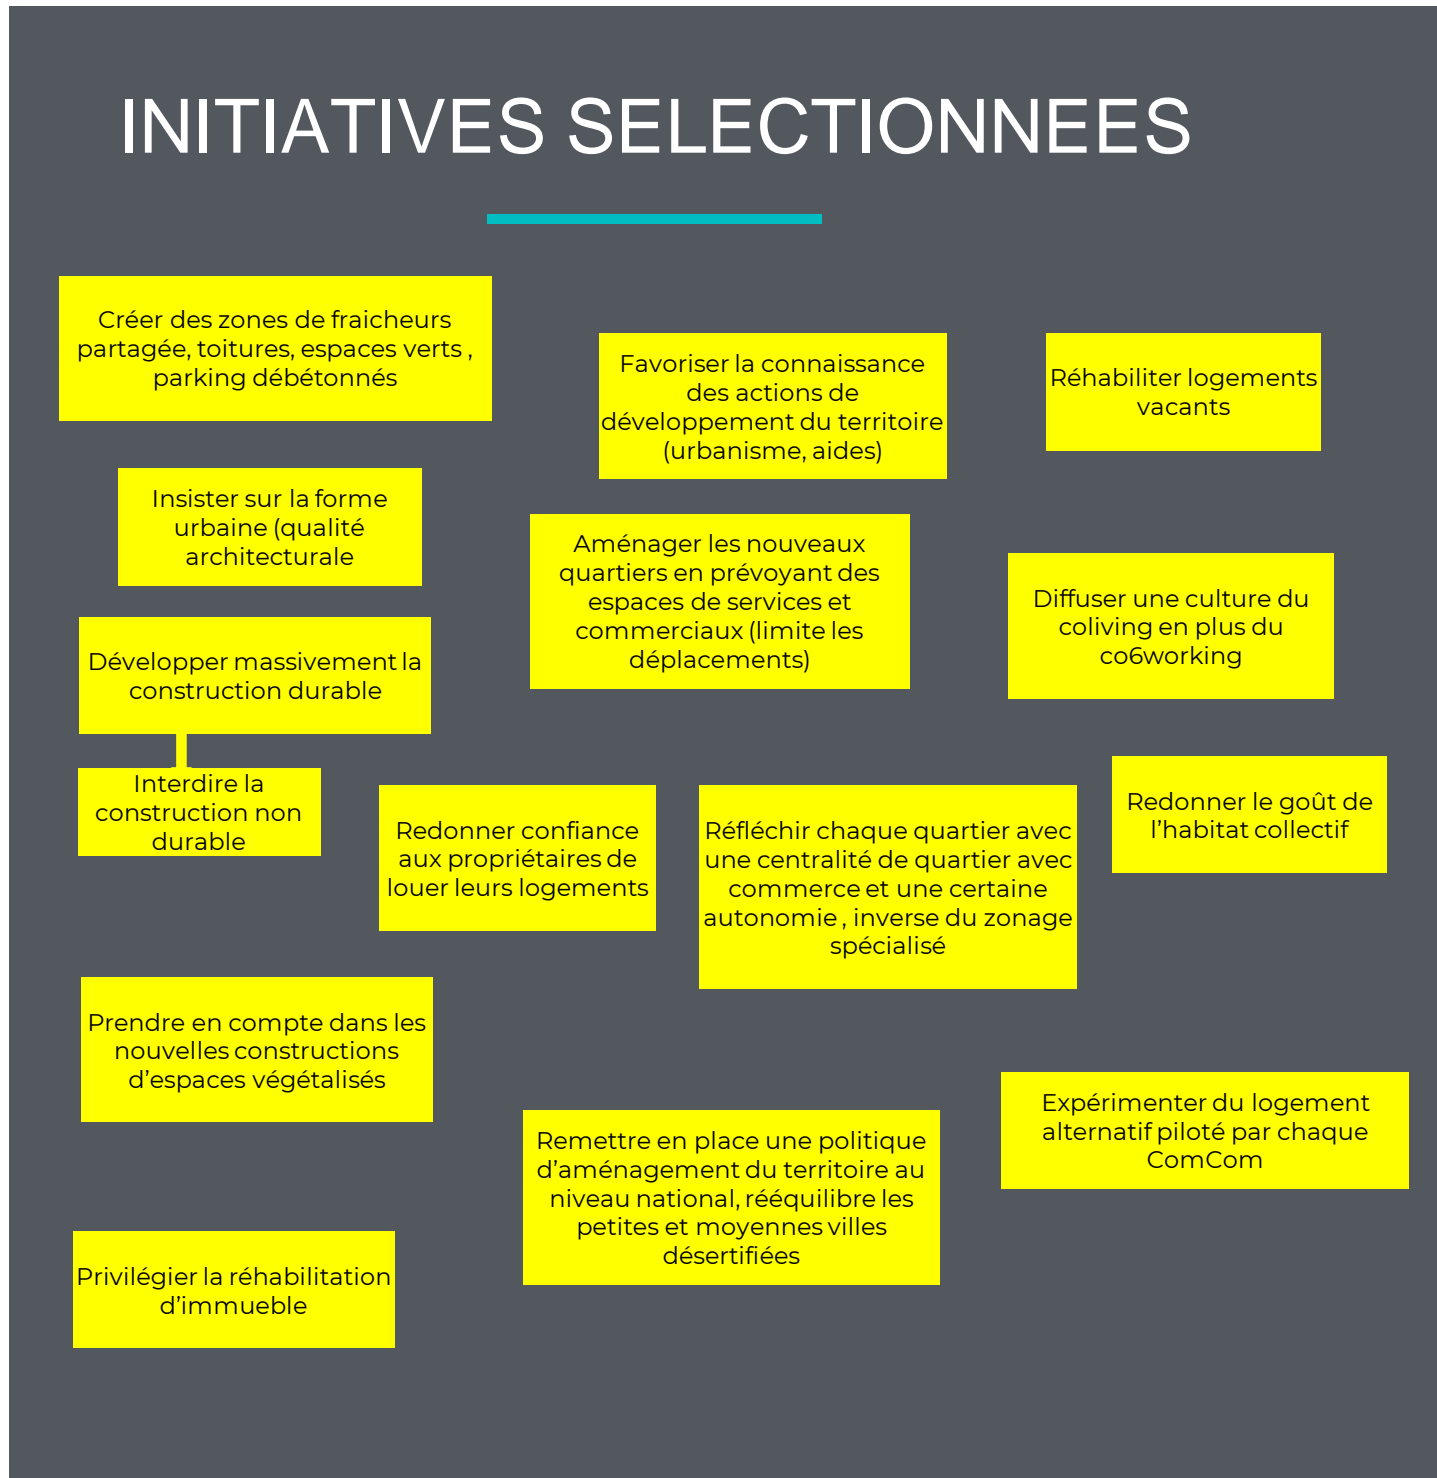 INITIATIVES SELECTIONNEES
Créer des zones de fraicheurs
partagée, toitures, espaces verts ,
parking débétonnés
Favoriser la connaissance
des actions de
développement du territoire
(urbanisme, aides)
Réhabiliter logements
vacants
Insister sur la forme
urbaine (qualité
architecturale
Aménager les nouveaux
quartiers en prévoyant des
espaces de services et
commerciaux (limite les
déplacements)
Diffuser une culture du
coliving en plus du
co6working
Développer massivement la
construction durable
Interdire la
construction non
durable
Redonner confiance
aux propriétaires de
louer leurs logements
Réfléchir chaque quartier avec
une centralité de quartier avec
commerce et une certaine
autonomie , inverse du zonage
spécialisé
Redonner le goût de
l’habitat collectif
Prendre en compte dans les
nouvelles constructions
d’espaces végétalisés
Remettre en place une politique
d’aménagement du territoire au
niveau national, rééquilibre les
petites et moyennes villes
désertifiées
Expérimenter du logement
alternatif piloté par chaque
ComCom
Privilégier la réhabilitation
d’immueble